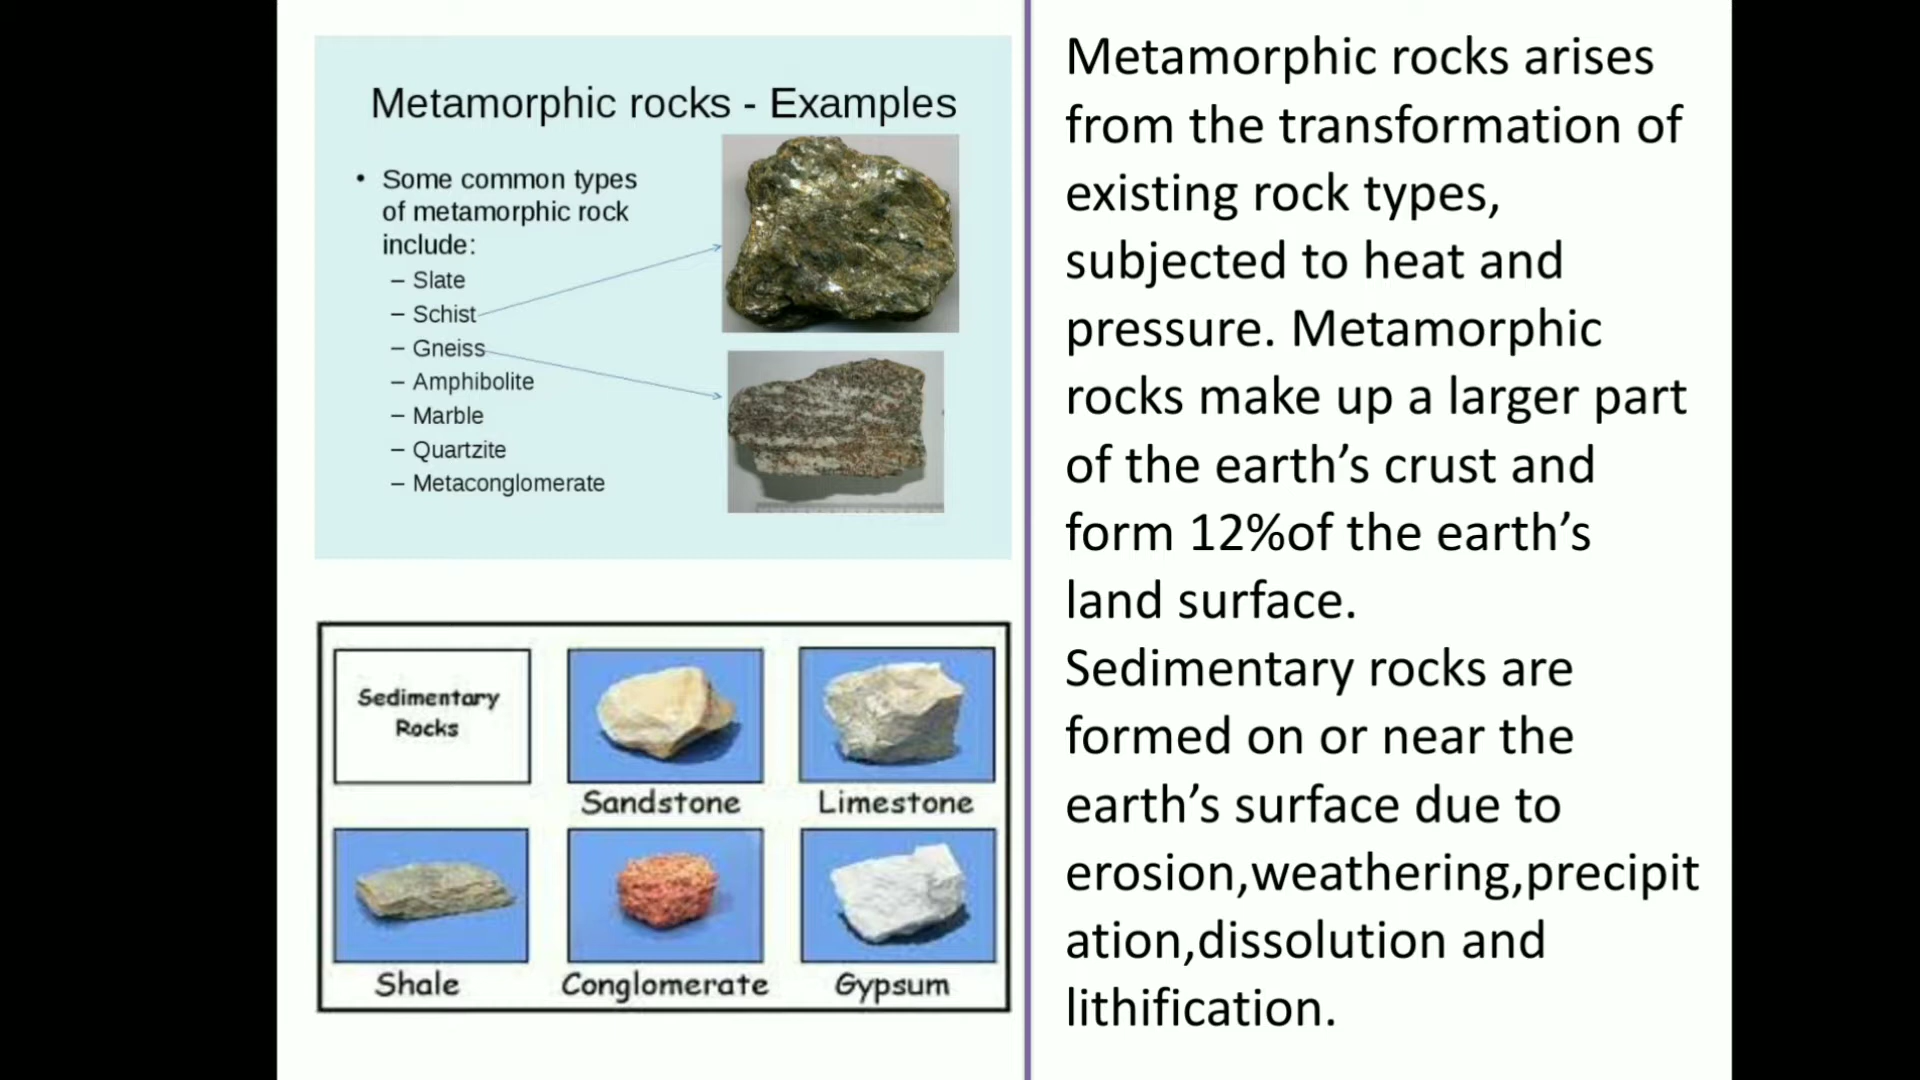 Metamorphic rocks - Examples
• Some common types
of metamorphic rock
include:
– Slate
– Schist
– Gneiss
– Amphibolite
– Marble
– Quartzite
– Metaconglomerate
Sedimentary
Rocks
Sandstone
Limestone
Shale
Conglomerate
Gypsum
Metamorphic rocks arises
from the transformation of
existing rock types,
subjected to heat and
pressure. Metamorphic
rocks make up a larger part
of the earth’s crust and
form 12%of the earth’s
land surface.
Sedimentary rocks are
formed on or near the
earth’s surface due to
erosion,weathering,precipit
ation,dissolution and
lithification.